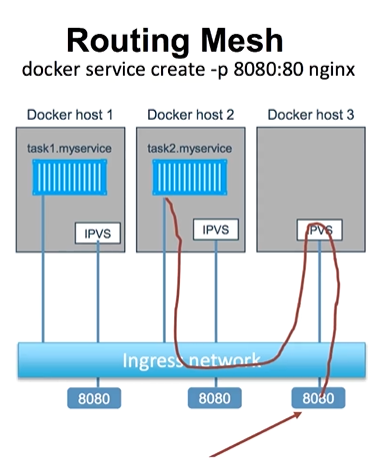 Routing Mesh
docker service create -p 8080:80 nginx
Docker host 1 Docker host 2 Docker host 3
task1.myservice task2.myservice
IPVS IPVS IPVS
Ingress network
8080 8080 8080